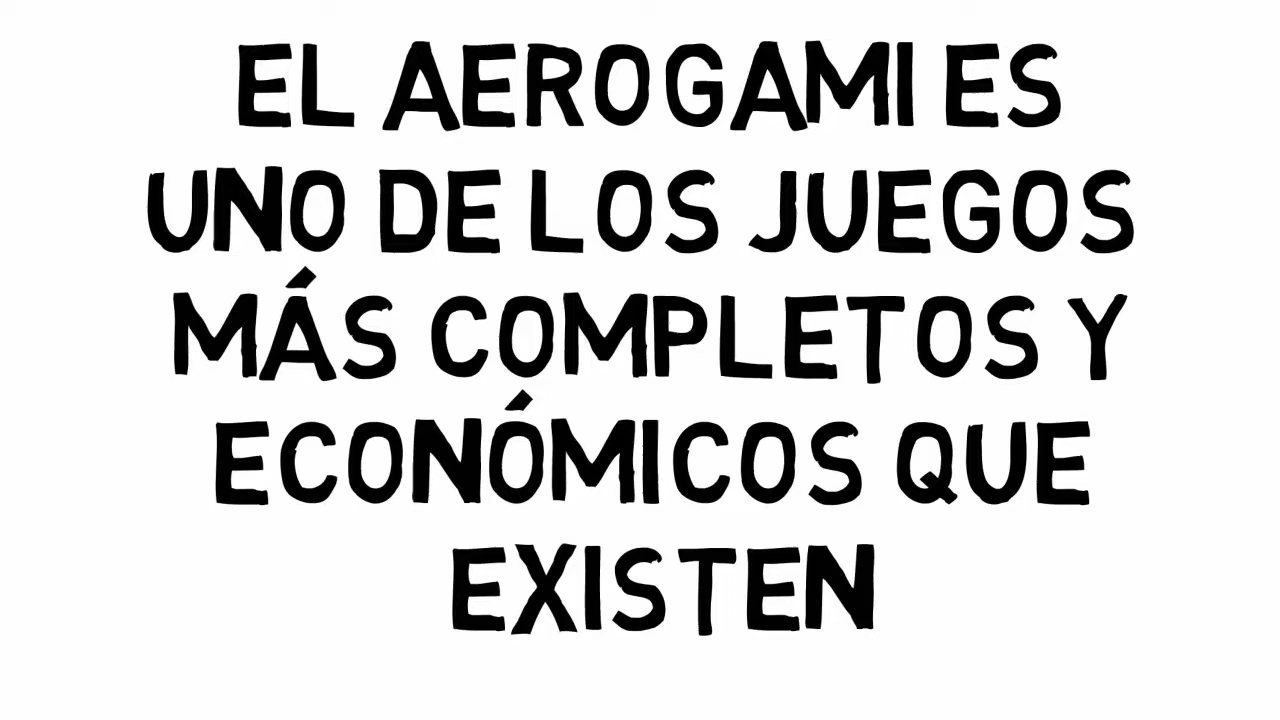 EL AEROGAMI ES
UNO DE LOS JUEGOS
MÁS COMPLETOS Y
ECONÓMICOS QUE
EXISTEN